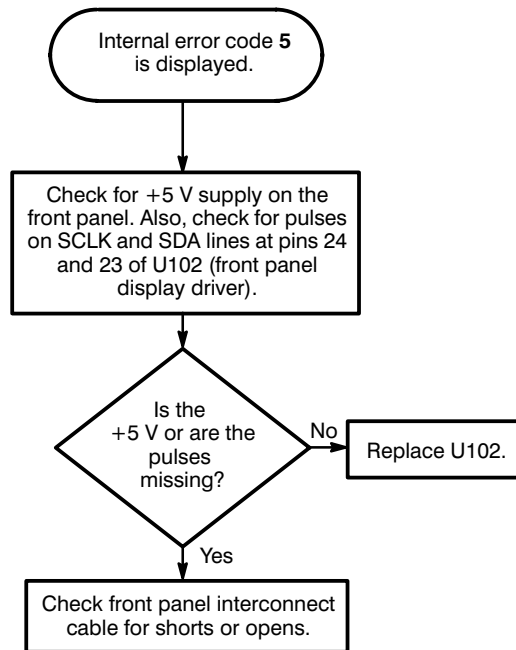 Internal error code 5
is displayed.
Check for +5 V supply on the
front panel. Also, check for pulses
on SCLK and SDA lines at pins 24
and 23 of U102 (front panel
display driver).
Is the
+5 V or are the
pulses
missing?
No
Replace U102.
Yes
Check front panel interconnect
cable for shorts or opens.